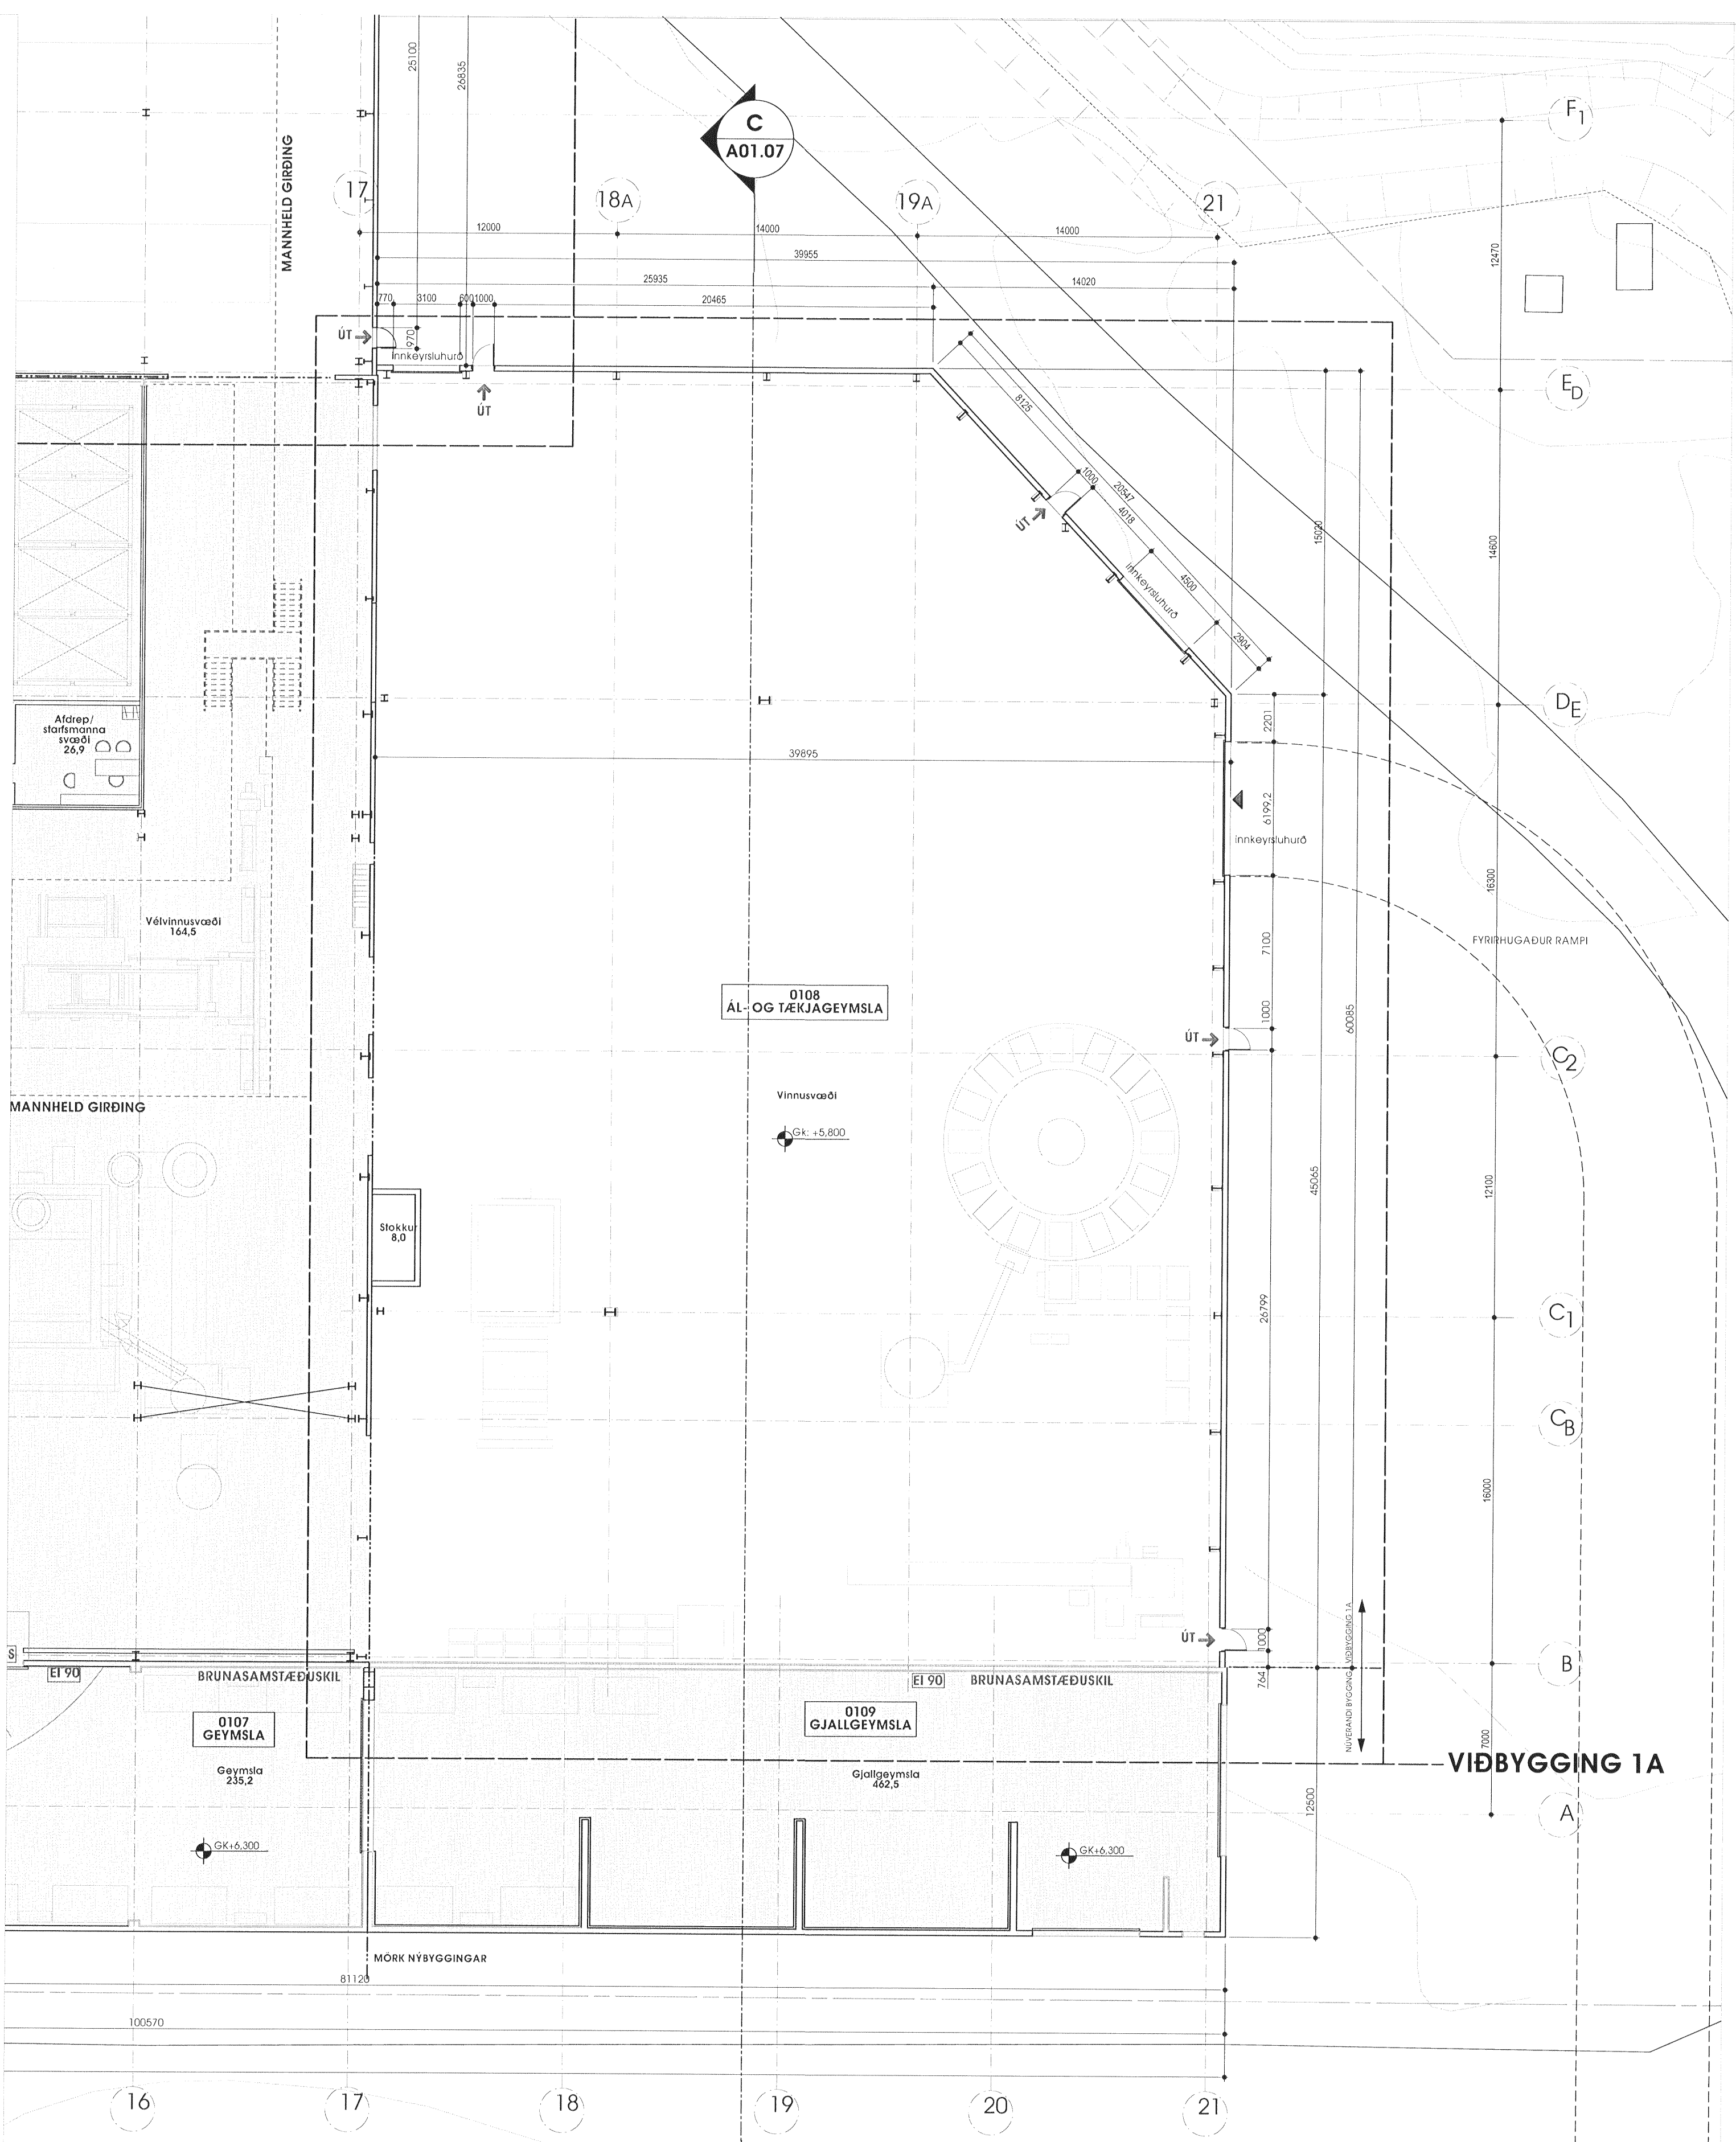 25100
26835
MANNHELD GIRÐING
C
A01.07
F1
17
18A
19A
21
12000
14000
14000
39955
25935
14020
770
3100
600
1000
20465
12470
ÚT
970
Innkeyrsluhurð
ÚT
ED
8125
1000
20547
4018
ÚT
Innkeyrsluhurð
4500
2904
15020
14600
DE
Afdrep/
starfsmanna
svæði
26,9
2201
39895
6199,2
Innkeyrsluhurð
16300
Vélvinnusvæði
164,5
7100
FYRIRHUGAÐUR RAMPI
0108
ÁL- OG TÆKJAGEYMSLA
1000
60085
ÚT
C2
Vinnusvæði
MANNHELD GIRÐING
Gk: +5,800
45065
12100
Stokkur
8,0
26799
C1
CB
16000
ÚT
1000
764
NÚVERANDI BYGGING
VIÐBYGGING 1A
S
EI 90
BRUNASAMSTÆÐUSKIL
EI 90
BRUNASAMSTÆÐUSKIL
B
0107
GEYMSLA
0109
GJALLGEYMSLA
7000
Geymsla
235,2
Gjallgeymsla
462,5
VIÐBYGGING 1A
12500
A
GK+6,300
GK+6,300
MÖRK NÝBYGGINGAR
81120
100570
16
17
18
19
20
21